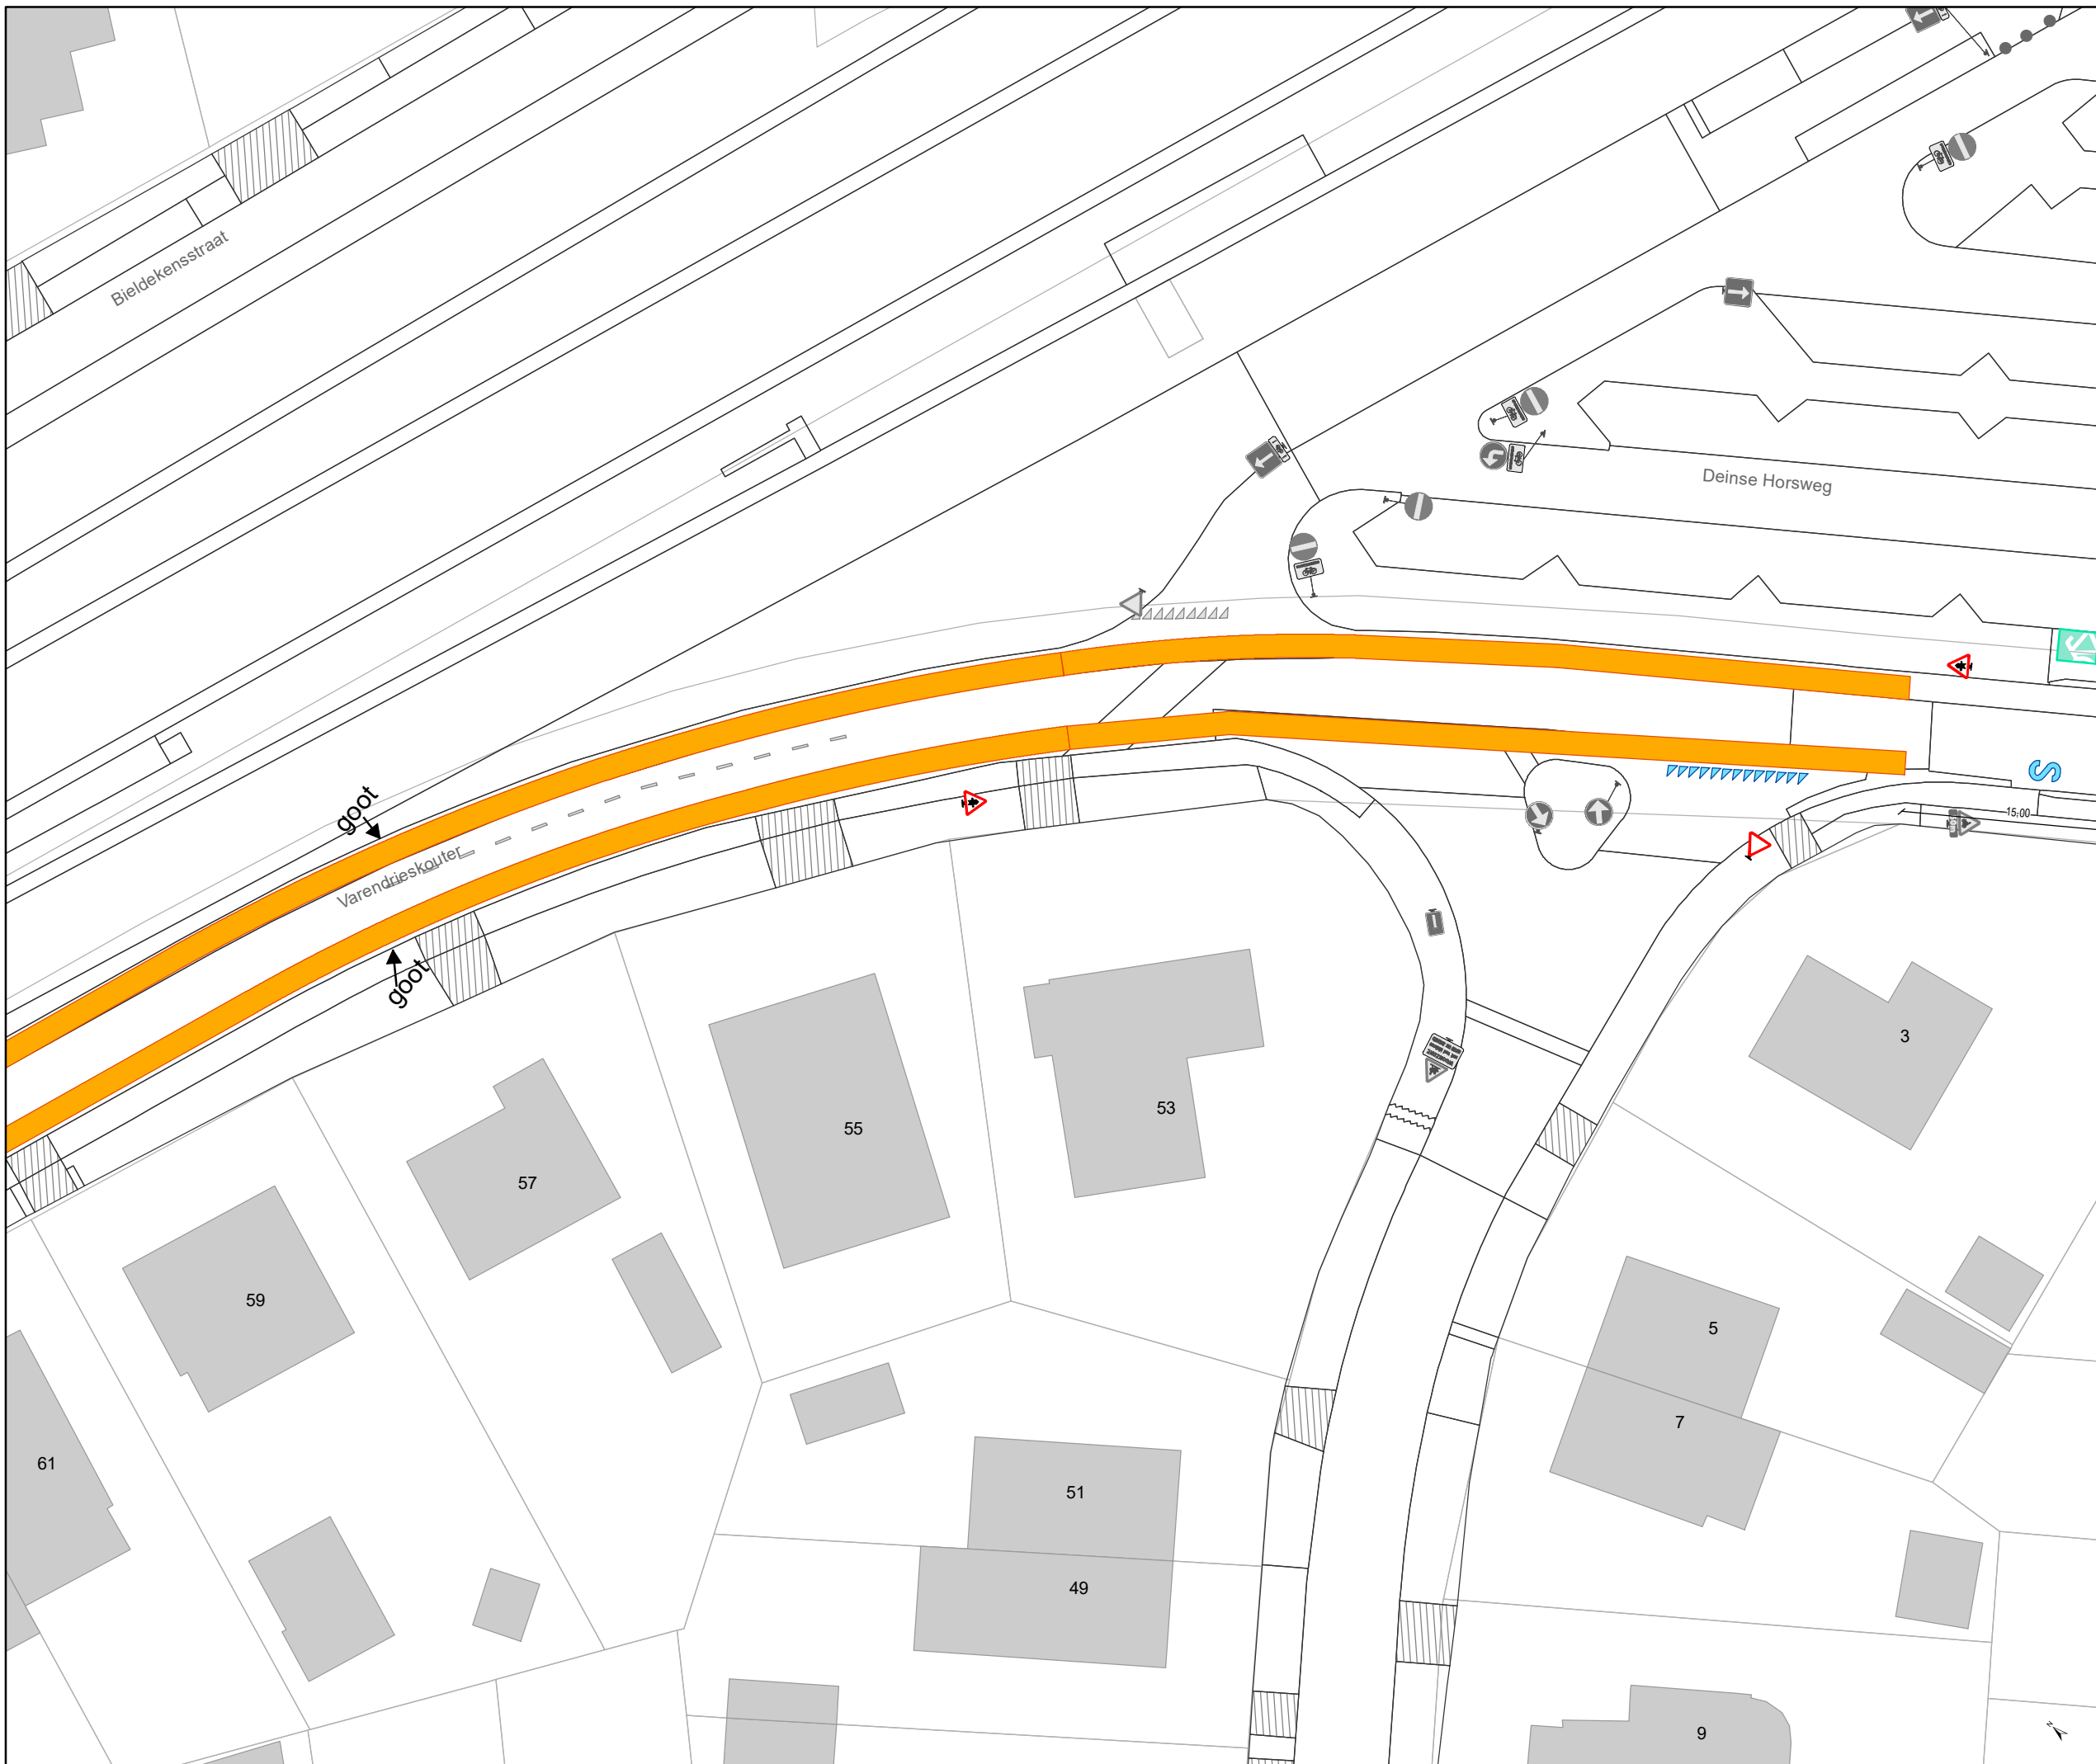 Bieldekensstraat
Deinse Horsweg
goot
Varendrieskouter
15,00
goot
3
53
55
57
59
5
7
61
51
49
9
N